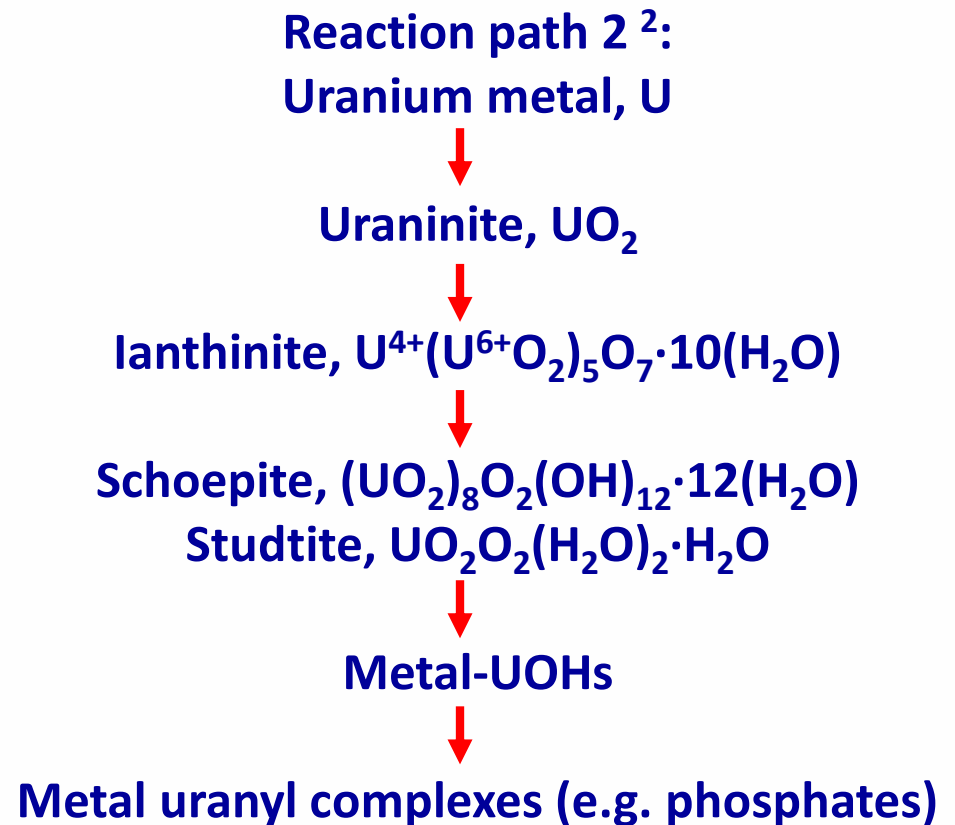 Reaction path 2 ²:
Uranium metal, U
Uraninite, UO₂
Ianthinite, U⁴⁺(U⁶⁺O₂)₅O₇·10(H₂O)
Schoepite, (UO₂)₈O₂(OH)₁₂·12(H₂O)
Studtite, UO₂O₂(H₂O)₂·H₂O
Metal-UOHs
Metal uranyl complexes (e.g. phosphates)